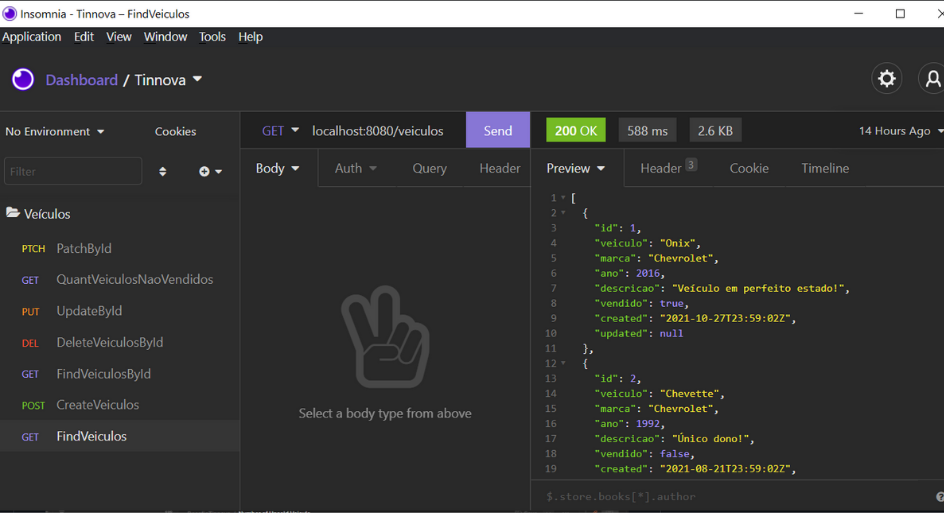 Insomnia - Tinnova – FindVeiculos
Application Edit View Window Tools Help
Dashboard / Tinnova
No Environment Cookies
Filter
Veículos
PTCH PatchById
GET QuantVeiculosNaoVendidos
PUT UpdateById
DEL DeleteVeiculosById
GET FindVeiculosById
POST CreateVeiculos
GET FindVeiculos
GET localhost:8080/veiculos Send
Body Auth Query Header
Select a body type from above
200 OK 588 ms 2.6 KB 14 Hours Ago
Preview Header 3 Cookie Timeline
1 [
2 {
3 "id": 1,
4 "veiculo": "Onix",
5 "marca": "Chevrolet",
6 "ano": 2016,
7 "descricao": "Veículo em perfeito estado!",
8 "vendido": true,
9 "created": "2021-10-27T23:59:02Z",
10 "updated": null
11 },
12 {
13 "id": 2,
14 "veiculo": "Chevette",
15 "marca": "Chevrolet",
16 "ano": 1992,
17 "descricao": "Único dono!",
18 "vendido": false,
19 "created": "2021-08-21T23:59:02Z",
$.store.books[*].author